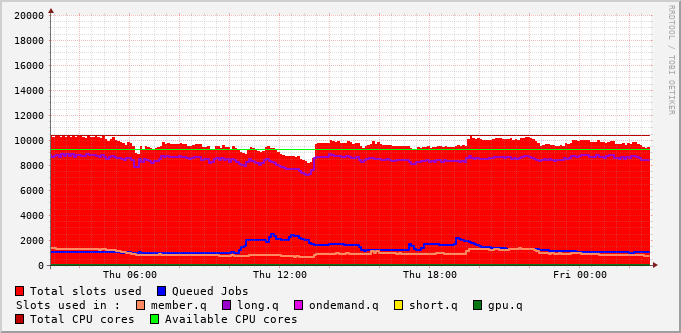 20000
18000
16000
14000
12000
10000
8000
6000
4000
2000
0
Thu 06:00 Thu 12:00 Thu 18:00 Fri 00:00
Total slots used Queued Jobs
Slots used in : member.q long.q ondemand.q short.q gpu.q
Total CPU cores Available CPU cores
RRDTOOL / TOBI OETIKER